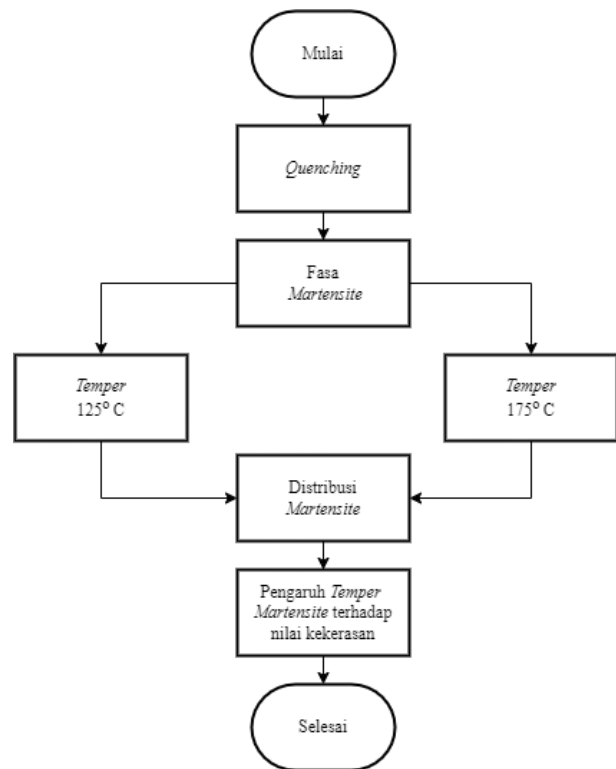 Mulai
Quenching
Fasa
Martensite
Temper
125° C
Temper
175° C
Distribusi
Martensite
Pengaruh Temper
Martensite terhadap
nilai kekerasan
Selesai